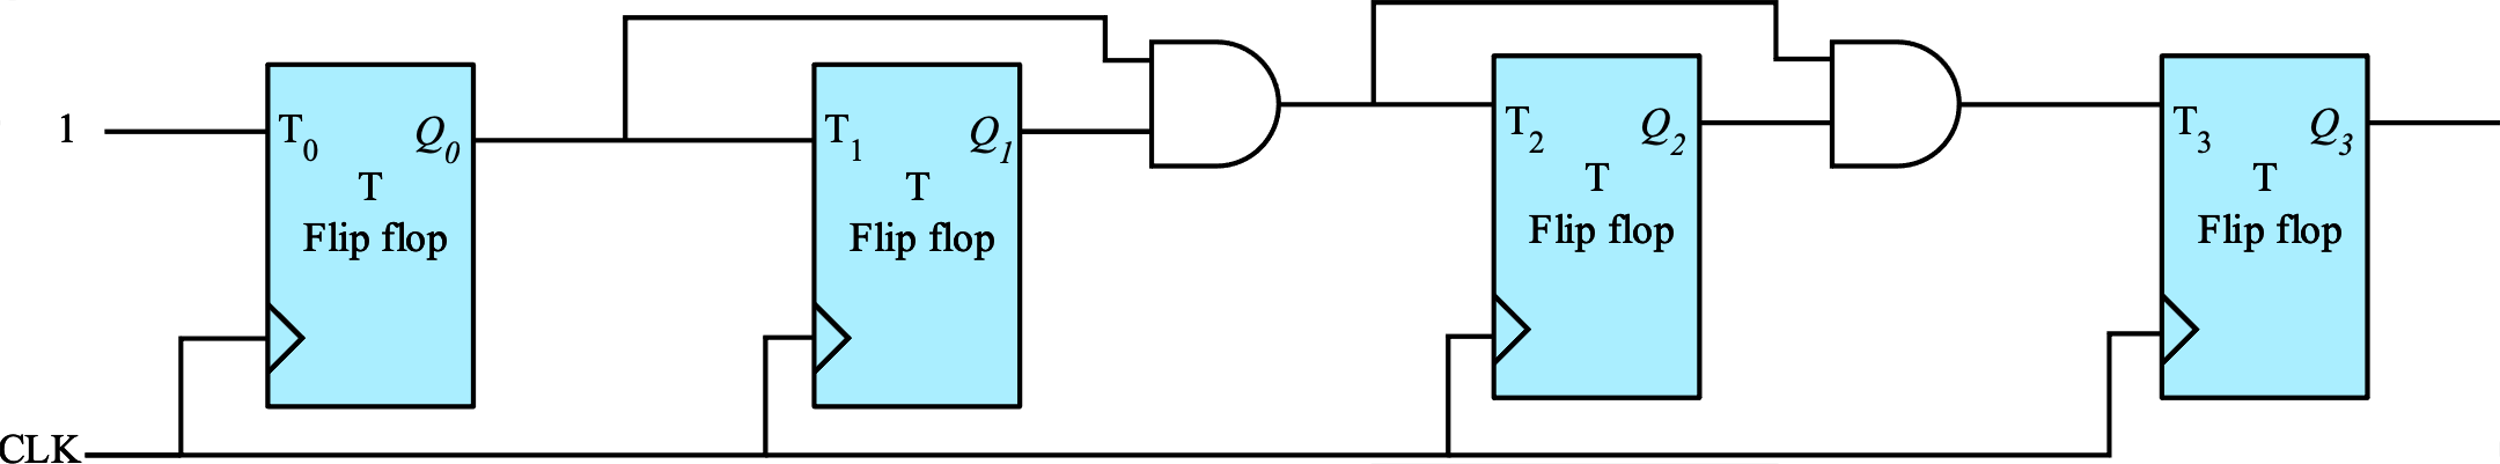 1
T0 Q0
T
Flip flop
T1 Q1
T
Flip flop
T2 Q2
T
Flip flop
T3 Q3
T
Flip flop
CLK